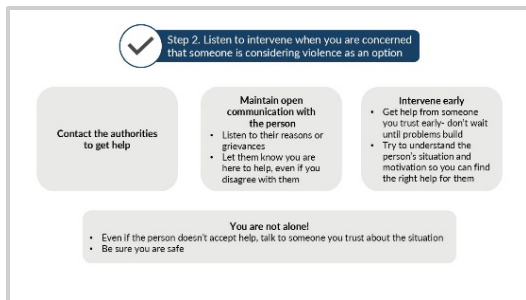 Step 2. Listen to intervene when you are concerned
that someone is considering violence as an option
Contact the authorities
to get help
Maintain open
communication with
the person
• Listen to their reasons or
grievances
• Let them know you are
here to help, even if you
disagree with them
Intervene early
• Get help from someone
you trust early- don't wait
until problems build
• Try to understand the
person's situation and
motivation so you can find
the right help for them
You are not alone!
• Even if the person doesn't accept help, talk to someone you trust about the situation
• Be sure you are safe